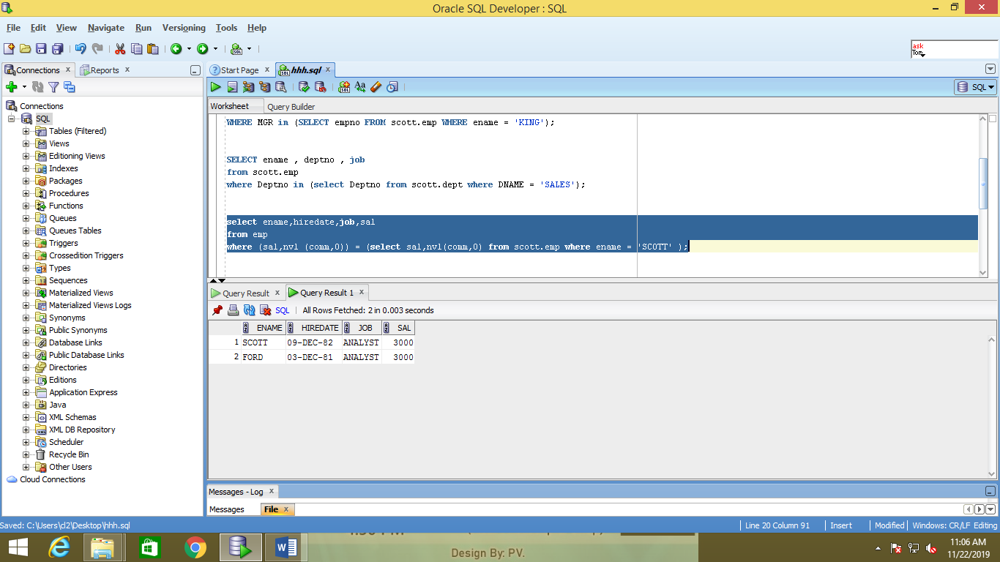 Oracle SQL Developer : SQL
File Edit View Navigate Run Versioning Tools Help
ask
Tom
Connections x Reports x
Start Page x hhh.sql x
SQL
Connections
SQL
Tables (Filtered)
Views
Editioning Views
Indexes
Packages
Procedures
Functions
Queues
Queues Tables
Triggers
Crossedition Triggers
Types
Sequences
Materialized Views
Materialized Views Logs
Synonyms
Public Synonyms
Database Links
Public Database Links
Directories
Editions
Application Express
Java
XML Schemas
XML DB Repository
Scheduler
Recycle Bin
Other Users
Cloud Connections
Worksheet Query Builder
WHERE MGR in (SELECT empno FROM scott.emp WHERE ename = 'KING');
SELECT ename , deptno , job
from scott.emp
where Deptno in (select Deptno from scott.dept where DNAME = 'SALES');
select ename,hiredate,job,sal
from emp
where (sal,nvl (comm,0)) = (select sal,nvl(comm,0) from scott.emp where ename = 'SCOTT' );
Query Result x Query Result 1 x
SQL | All Rows Fetched: 2 in 0.003 seconds
ENAME HIREDATE JOB SAL
1 SCOTT 09-DEC-82 ANALYST 3000
2 FORD 03-DEC-81 ANALYST 3000
Messages - Log x
Messages File x
Saved: C:\Users\cl2\Desktop\hhh.sql
Line 20 Column 91 | Insert | Modified | Windows: CR/LF Editing
Design By: PV.
11:06 AM
11/22/2019